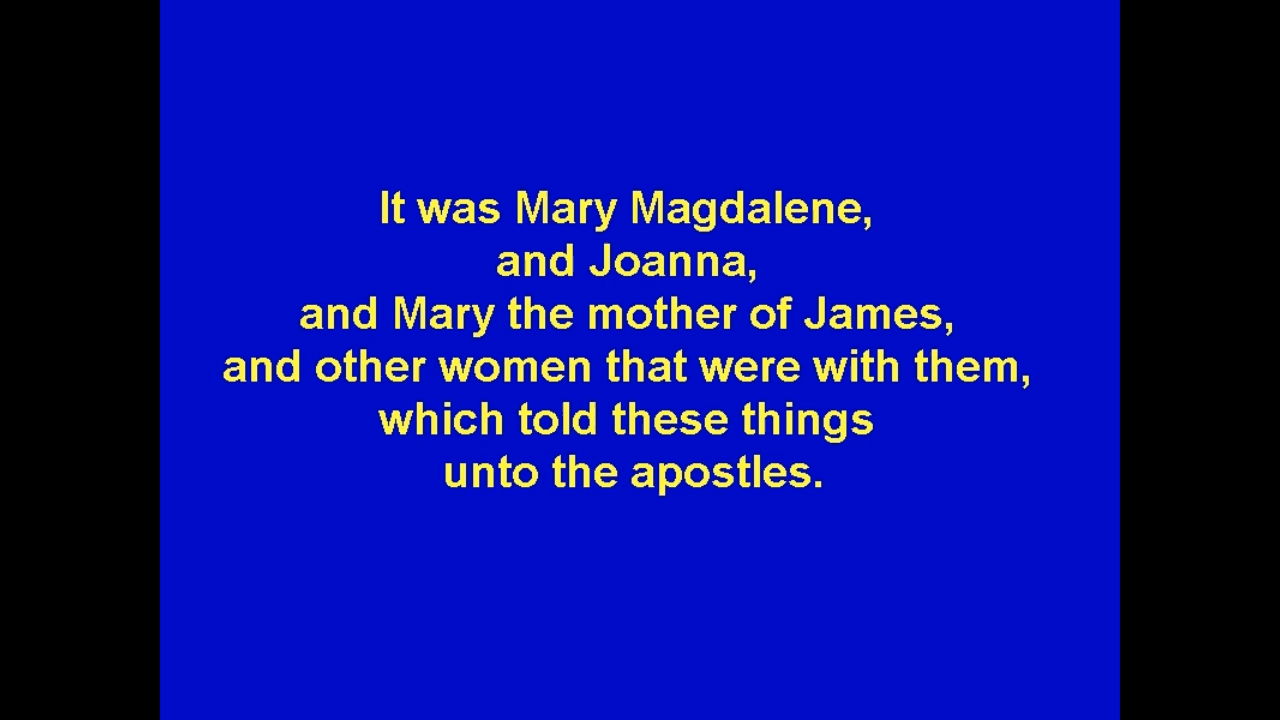 It was Mary Magdalene,
and Joanna,
and Mary the mother of James,
and other women that were with them,
which told these things
unto the apostles.